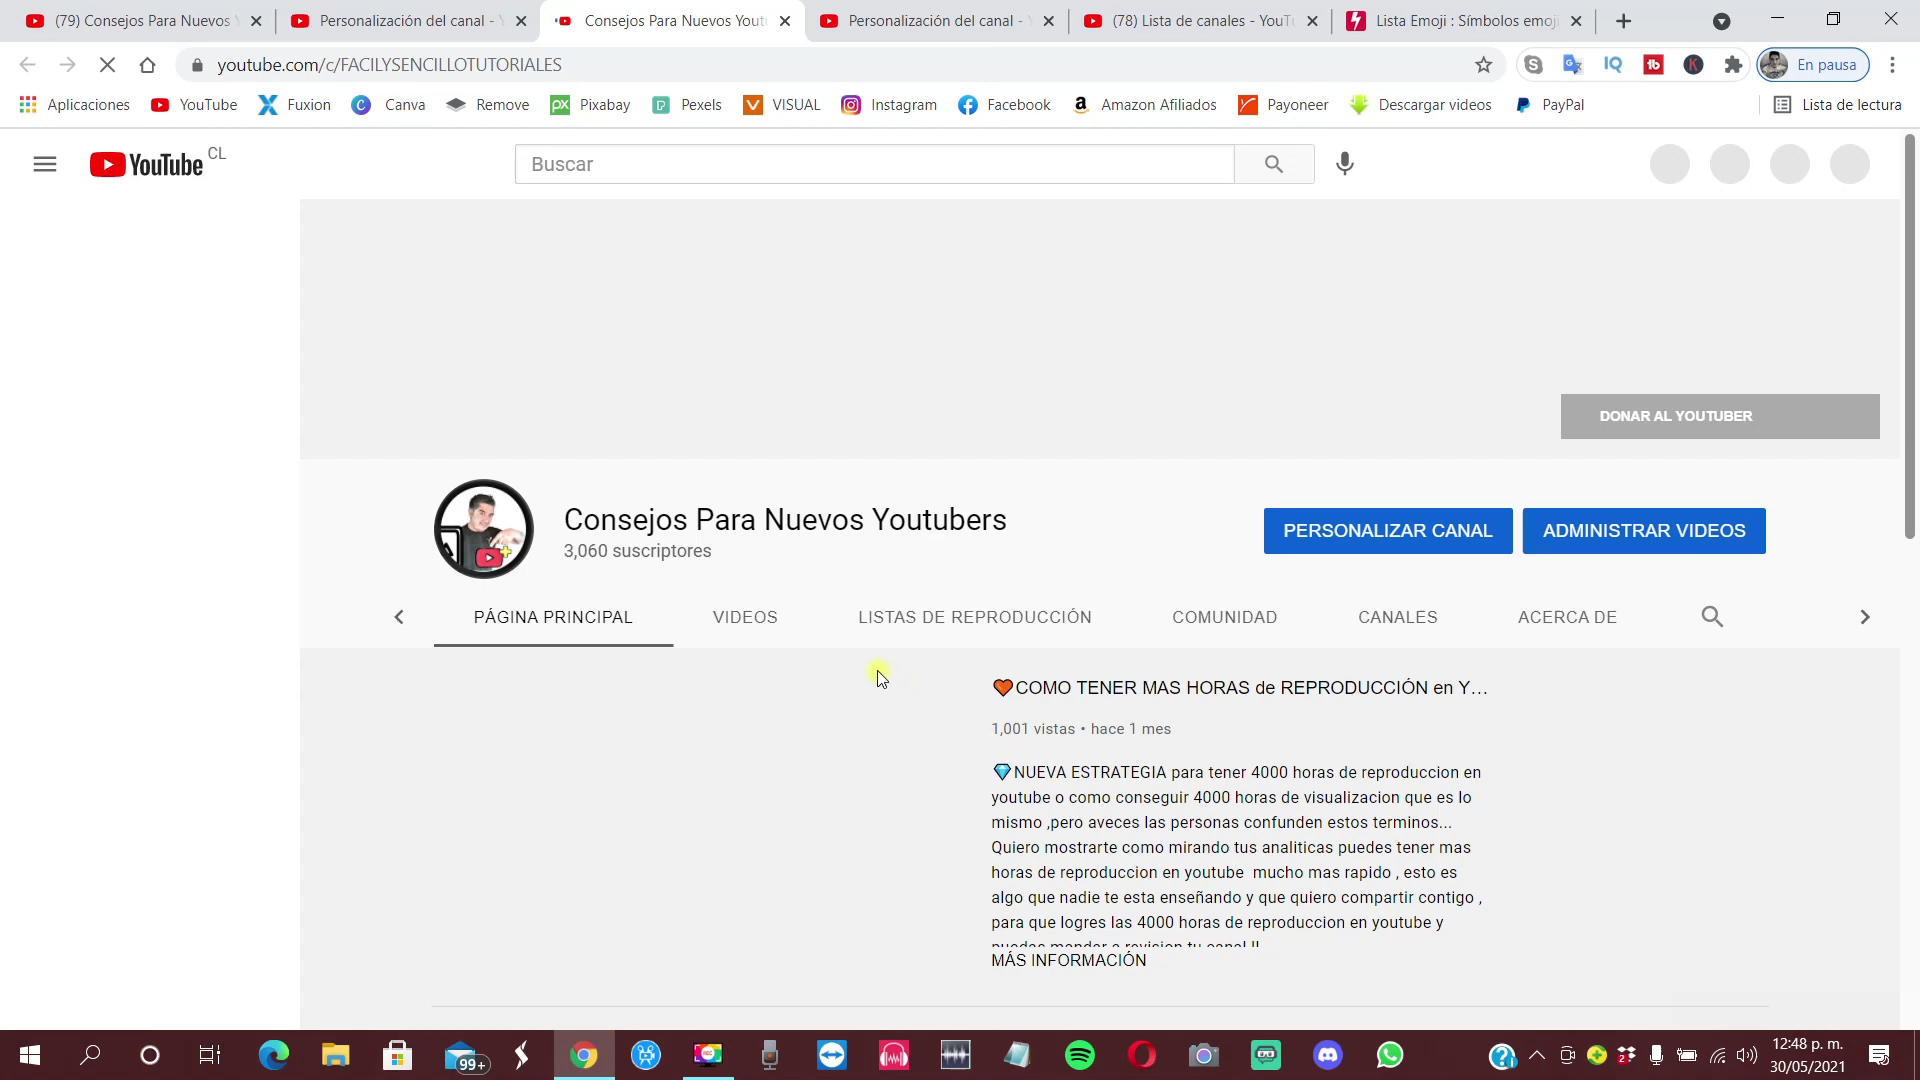 (79) Consejos Para Nuevos
Personalización del canal -
Consejos Para Nuevos Yout
Personalización del canal -
(78) Lista de canales - YouTu
Lista Emoji : Símbolos emoji
youtube.com/c/FACILYSENCILLOTUTORIALES
En pausa
Aplicaciones
YouTube
Fuxion
Canva
Remove
Pixabay
Pexels
VISUAL
Instagram
Facebook
Amazon Afiliados
Payoneer
Descargar videos
PayPal
Lista de lectura
YouTube CL
Buscar
DONAR AL YOUTUBER
Consejos Para Nuevos Youtubers
3,060 suscriptores
PERSONALIZAR CANAL
ADMINISTRAR VIDEOS
PÁGINA PRINCIPAL
VIDEOS
LISTAS DE REPRODUCCIÓN
COMUNIDAD
CANALES
ACERCA DE
🧡COMO TENER MAS HORAS de REPRODUCCIÓN en Y...
1,001 vistas • hace 1 mes
💎NUEVA ESTRATEGIA para tener 4000 horas de reproduccion en
youtube o como conseguir 4000 horas de visualizacion que es lo
mismo ,pero aveces las personas confunden estos terminos...
Quiero mostrarte como mirando tus analiticas puedes tener mas
horas de reproduccion en youtube mucho mas rapido , esto es
algo que nadie te esta enseñando y que quiero compartir contigo ,
para que logres las 4000 horas de reproduccion en youtube y
puedas mandar a revision tu canal !!
MÁS INFORMACIÓN
99+
12:48 p. m.
30/05/2021